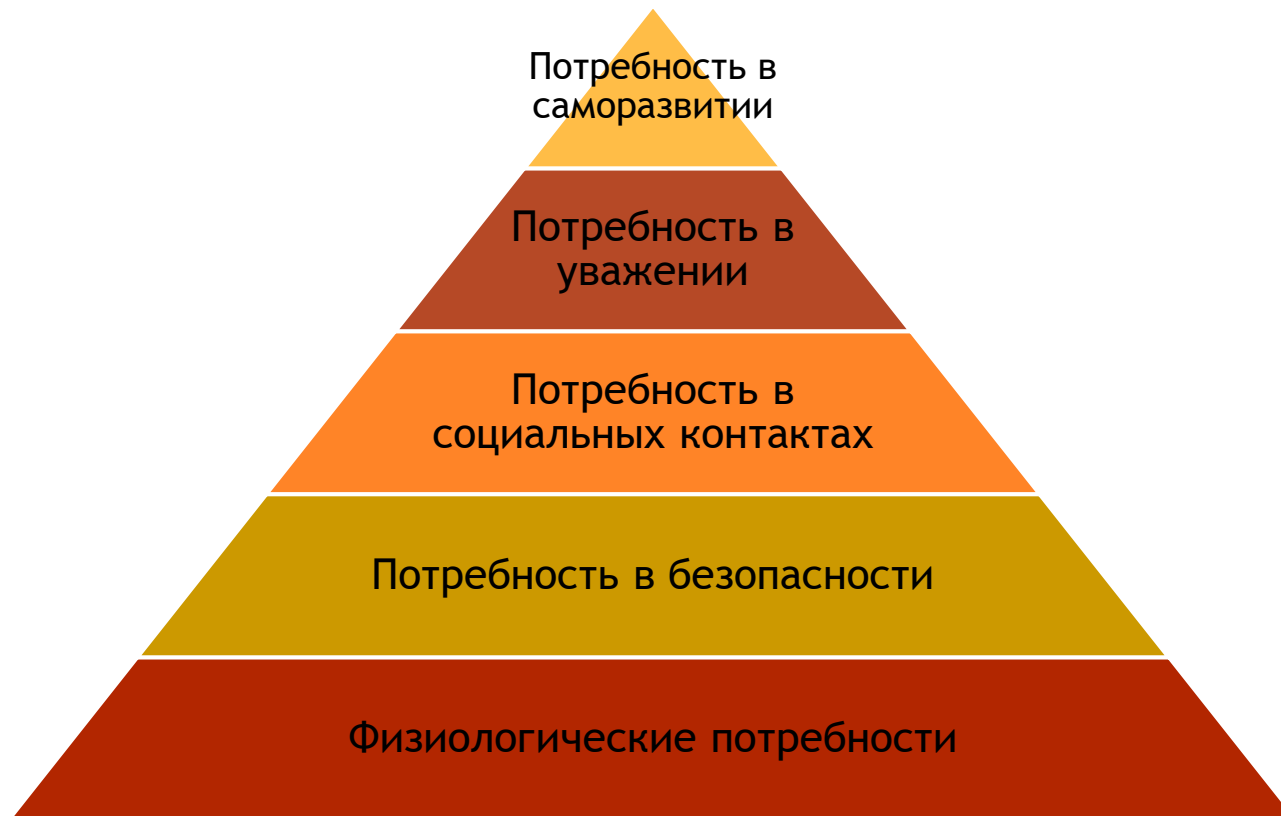 Потребность в
саморазвитии
Потребность в
уважении
Потребность в
социальных контактах
Потребность в безопасности
Физиологические потребности